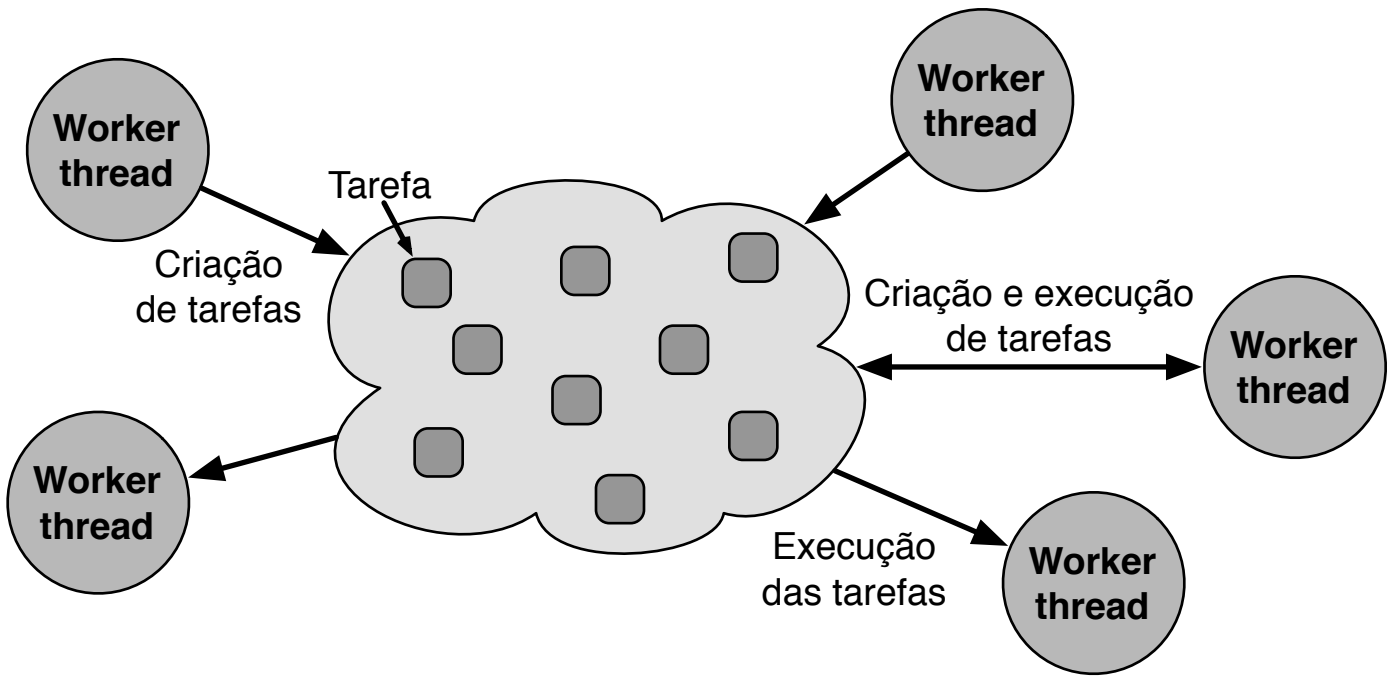 Worker
thread
Worker
thread
Tarefa
Criação
de tarefas
Criação e execução
de tarefas
Worker
thread
Worker
thread
Execução
das tarefas
Worker
thread